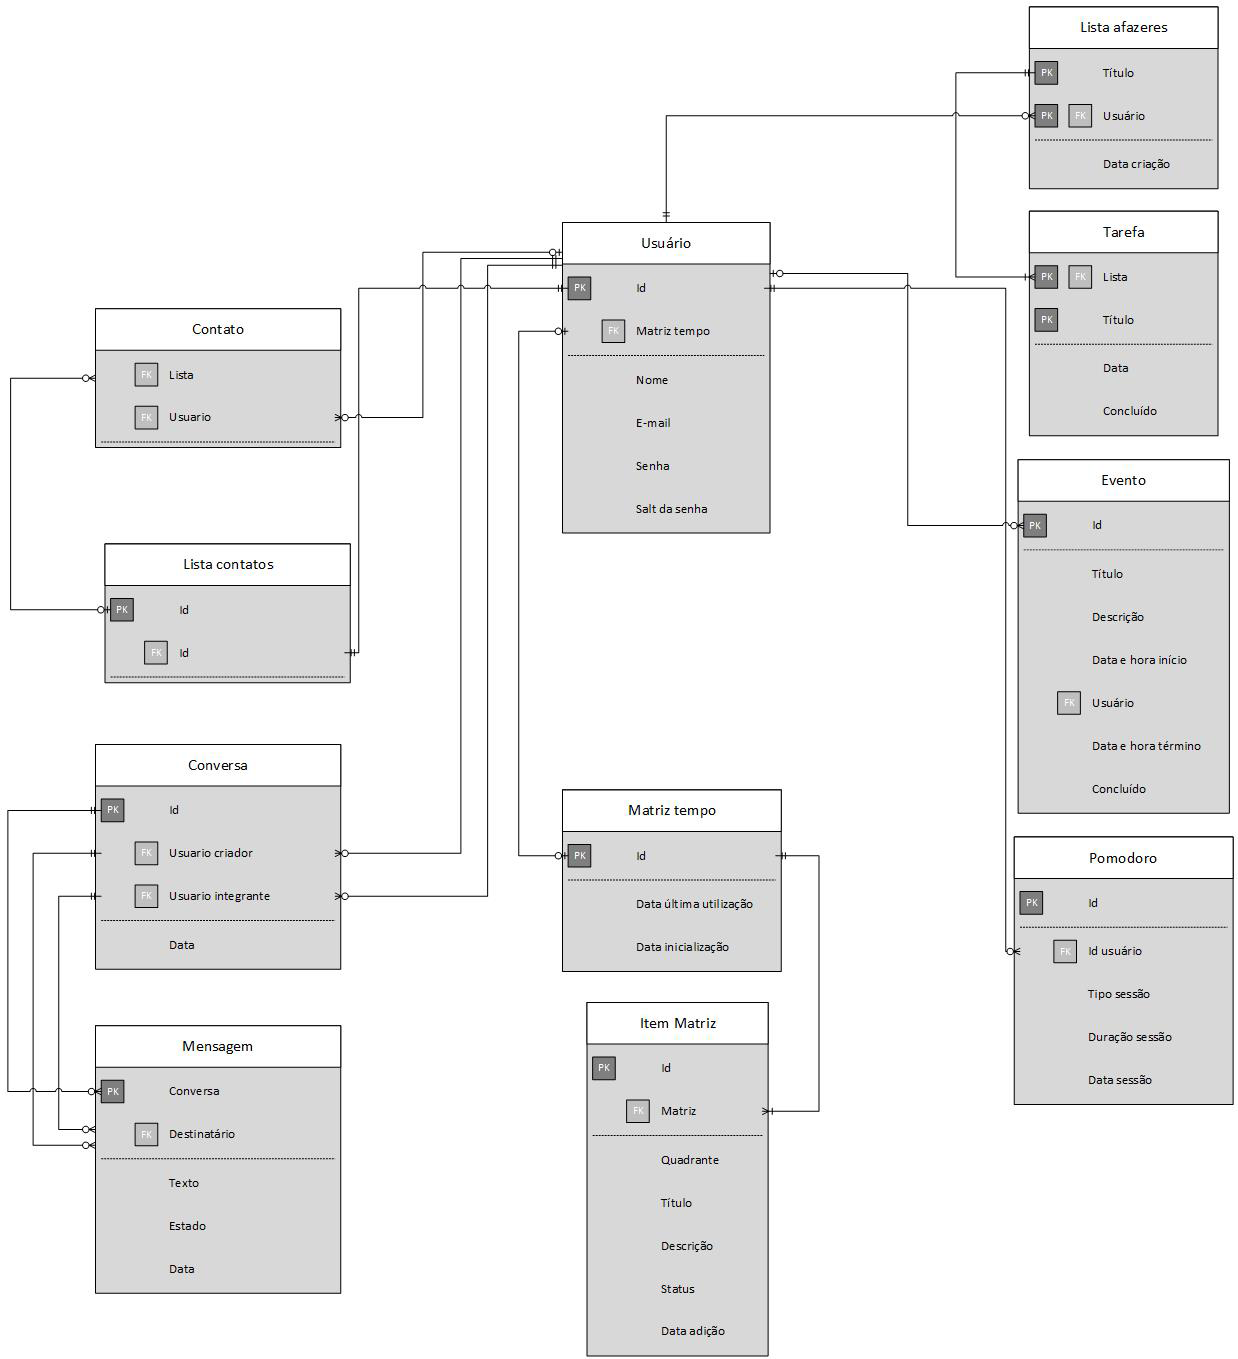 Lista afazeres
PK Título
PK FK Usuário
Data criação
Tarefa
PK FK Lista
PK Título
Data
Concluído
Usuário
PK Id
FK Matriz tempo
Nome
E-mail
Senha
Salt da senha
Contato
FK Lista
FK Usuario
Lista contatos
PK Id
FK Id
Evento
PK Id
Título
Descrição
Data e hora início
FK Usuário
Data e hora término
Concluído
Conversa
PK Id
FK Usuario criador
FK Usuario integrante
Data
Matriz tempo
PK Id
Data última utilização
Data inicialização
Pomodoro
PK Id
FK Id usuário
Tipo sessão
Duração sessão
Data sessão
Mensagem
PK Conversa
FK Destinatário
Texto
Estado
Data
Item Matriz
PK Id
FK Matriz
Quadrante
Título
Descrição
Status
Data adição